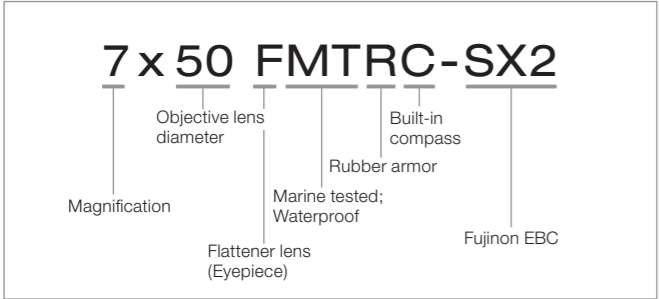 7 x 50 FMTRC-SX2
Objective lens
diameter
Built-in
compass
Rubber armor
Marine tested;
Waterproof
Magnification
Fujinon EBC
Flattener lens
(Eyepiece)